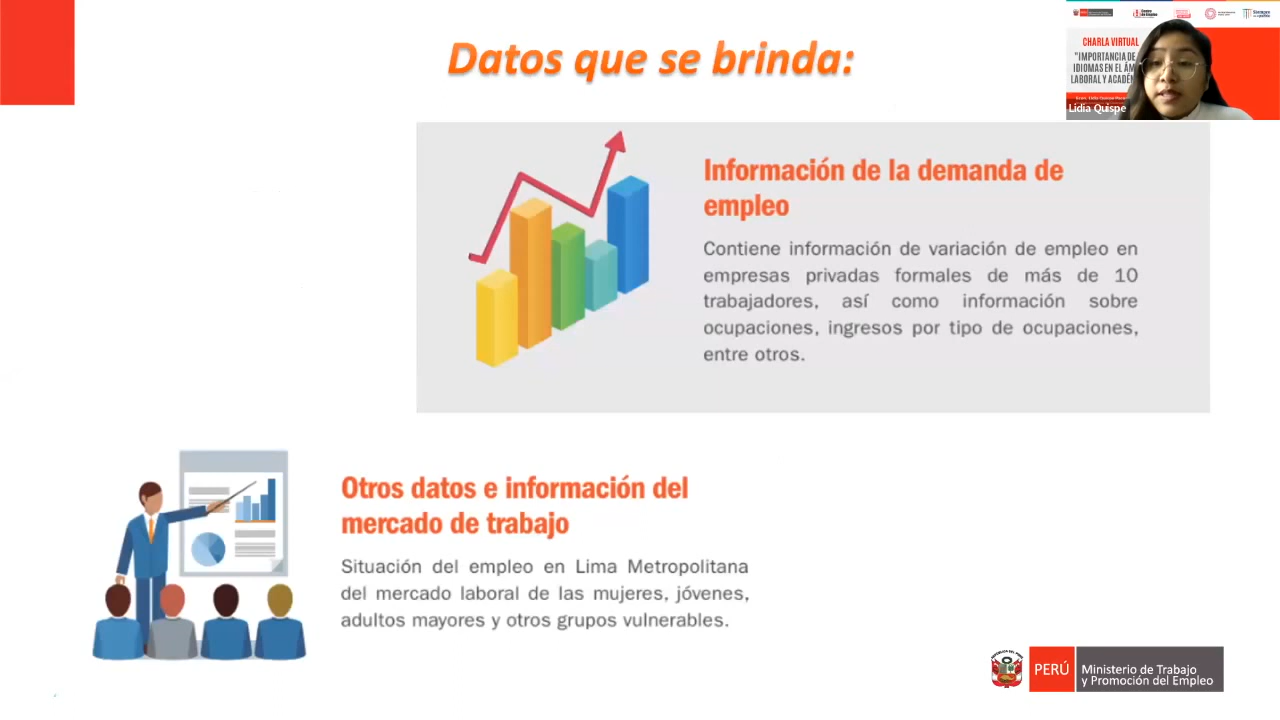 Datos que se brinda:
CHARLA VIRTUAL
"IMPORTANCIA DE
IDIOMAS EN EL ÁM
LABORAL Y ACADÉM
Lidia Quispe
Información de la demanda de
empleo
Contiene información de variación de empleo en
empresas privadas formales de más de 10
trabajadores, así como información sobre
ocupaciones, ingresos por tipo de ocupaciones,
entre otros.
Otros datos e información del
mercado de trabajo
Situación del empleo en Lima Metropolitana
del mercado laboral de las mujeres, jóvenes,
adultos mayores y otros grupos vulnerables.
PERÚ
Ministerio de Trabajo
y Promoción del Empleo